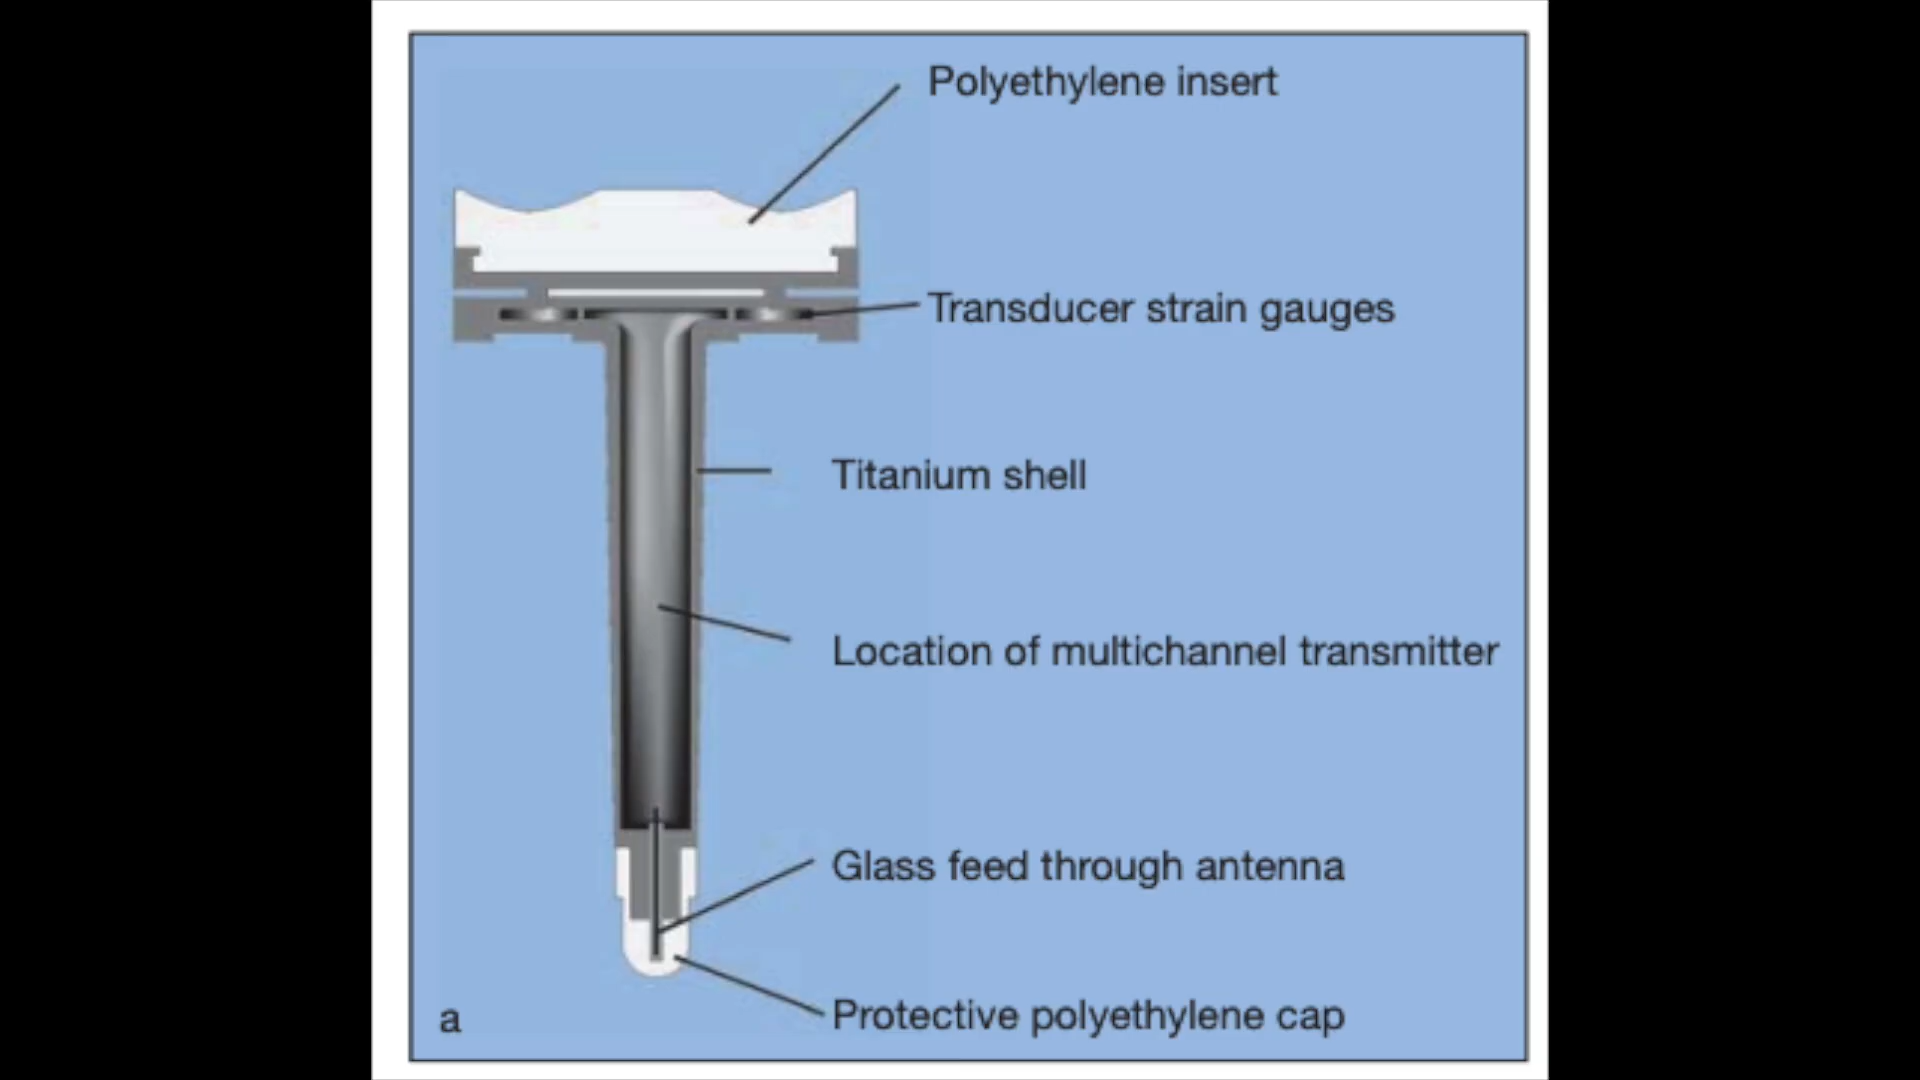 Polyethylene insert
Transducer strain gauges
Titanium shell
Location of multichannel transmitter
Glass feed through antenna
Protective polyethylene cap
a